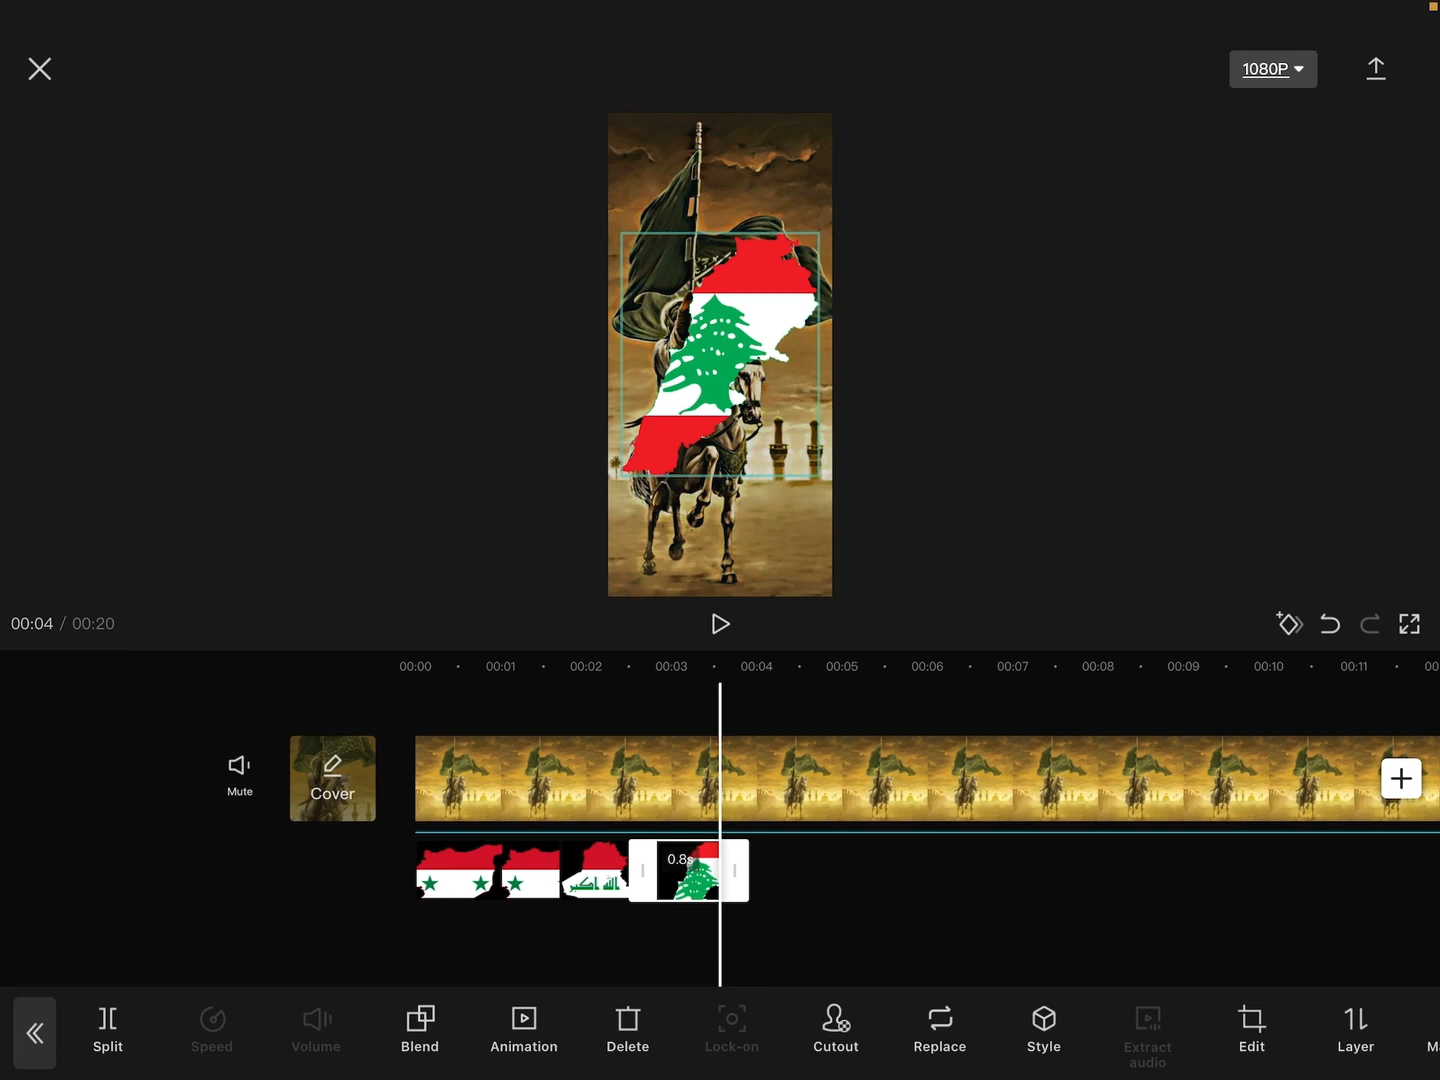 1080P
00:04 / 00:20
00:00
00:01
00:02
00:03
00:04
00:05
00:06
00:07
00:08
00:09
00:10
00:11
00
Mute
Cover
0.8s
الله اكبر
Split
Speed
Volume
Blend
Animation
Delete
Lock-on
Cutout
Replace
Style
Extract
audio
Edit
Layer